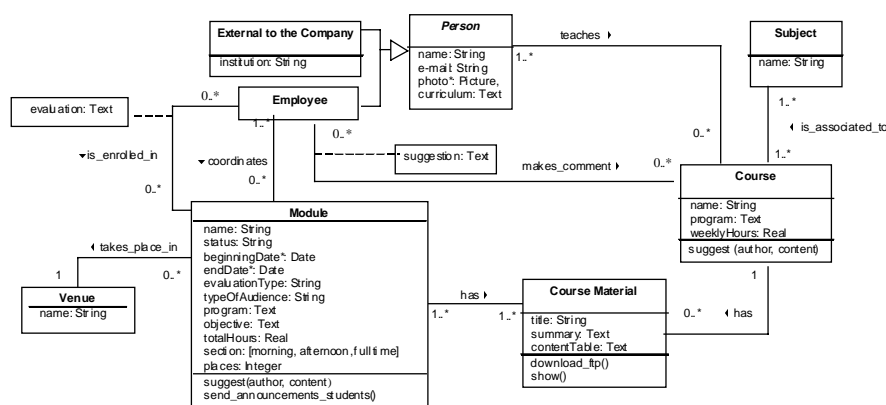 External to the Company
institution: String
Person
name: String
e-mail: String
photo*: Picture,
curriculum: Text
teaches
1..*
0..*
Subject
name: String
1..*
is_associated_to
1..*
evaluation: Text
0..*
Employee
1..*
0..*
is_enrolled_in
coordinates
suggestion: Text
makes_comment
0..*
0..*
0..*
Course
name: String
program: Text
weeklyHours: Real
suggest (author, content)
1
Module
name: String
status: String
beginningDate*: Date
endDate*: Date
evaluationType: String
typeOfAudience: String
program: Text
objective: Text
totalHours: Real
section: [morning, afternoon,full time]
places: Integer
suggest(author, content)
send_announcements_students()
takes_place_in
1
0..*
Venue
name: String
has
1..*
1..*
Course Material
title: String
summary: Text
contentTable: Text
download_ftp()
show()
0..*
has